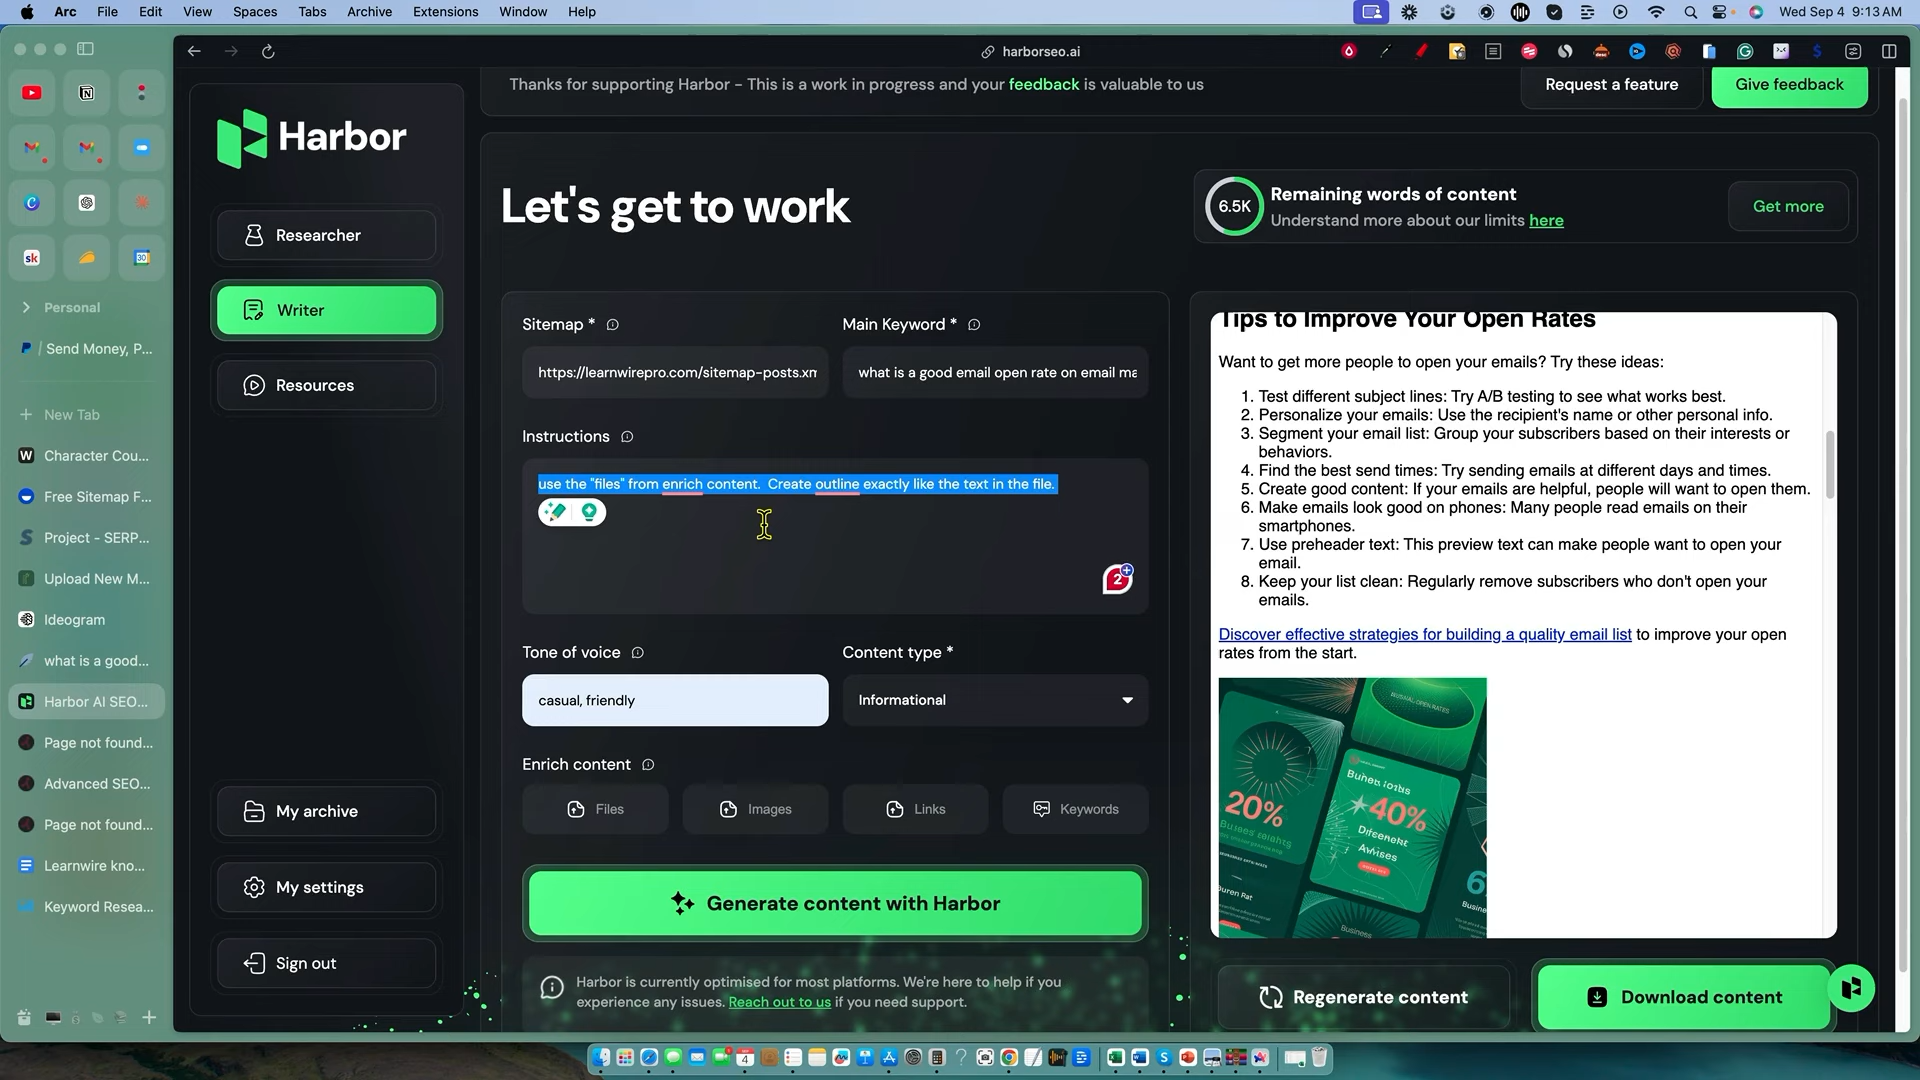 Arc File Edit View Spaces Tabs Archive Extensions Window Help
Wed Sep 4 9:13 AM
harborseo.ai
Personal
/ Send Money, P...
New Tab
Character Cou...
Free Sitemap F...
Project - SERP...
Upload New M...
Ideogram
what is a good...
Harbor AI SEO...
Page not found...
Advanced SEO...
Page not found...
Learnwire kno...
Keyword Resea...
Harbor
Researcher
Writer
Resources
My archive
My settings
Sign out
Thanks for supporting Harbor - This is a work in progress and your feedback is valuable to us
Request a feature
Give feedback
Let's get to work
6.5K
Remaining words of content
Understand more about our limits here
Get more
Sitemap *
Main Keyword *
https://learnwirepro.com/sitemap-posts.xm
what is a good email open rate on email ma
Instructions
use the "files" from enrich content. Create outline exactly like the text in the file.
2
Tone of voice
Content type *
casual, friendly
Informational
Enrich content
Files
Images
Links
Keywords
Generate content with Harbor
Harbor is currently optimised for most platforms. We're here to help if you
experience any issues. Reach out to us if you need support.
Tips to Improve Your Open Rates
Want to get more people to open your emails? Try these ideas:
1. Test different subject lines: Try A/B testing to see what works best.
2. Personalize your emails: Use the recipient's name or other personal info.
3. Segment your email list: Group your subscribers based on their interests or
behaviors.
4. Find the best send times: Try sending emails at different days and times.
5. Create good content: If your emails are helpful, people will want to open them.
6. Make emails look good on phones: Many people read emails on their
smartphones.
7. Use preheader text: This preview text can make people want to open your
email.
8. Keep your list clean: Regularly remove subscribers who don't open your
emails.
Discover effective strategies for building a quality email list to improve your open
rates from the start.
20%
40%
6
Regenerate content
Download content